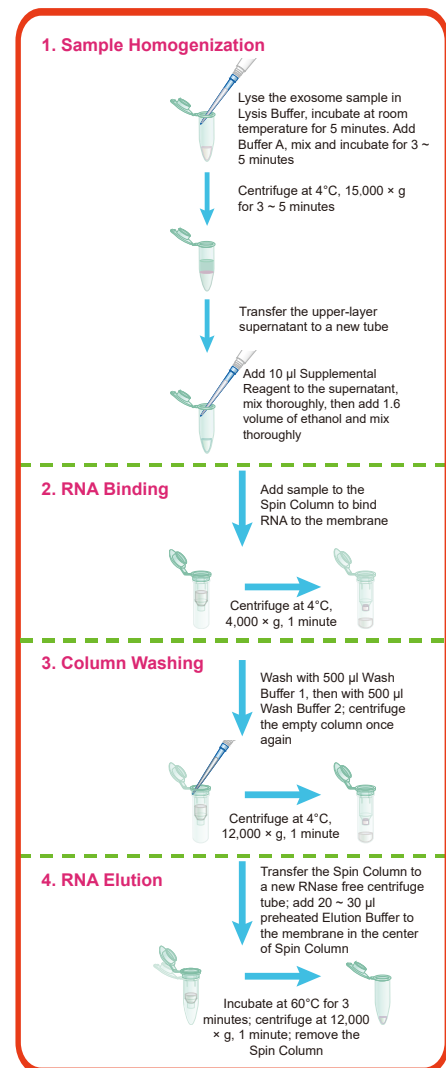 1. Sample Homogenization
Lyse the exosome sample in
Lysis Buffer, incubate at room
temperature for 5 minutes. Add
Buffer A, mix and incubate for 3 ~
5 minutes
Centrifuge at 4°C, 15,000 × g
for 3 ~ 5 minutes
Transfer the upper-layer
supernatant to a new tube
Add 10 µl Supplemental
Reagent to the supernatant,
mix thoroughly, then add 1.6
volume of ethanol and mix
thoroughly
2. RNA Binding
Add sample to the
Spin Column to bind
RNA to the membrane
Centrifuge at 4°C,
4,000 × g, 1 minute
3. Column Washing
Wash with 500 µl Wash
Buffer 1, then with 500 µl
Wash Buffer 2; centrifuge
the empty column once
again
Centrifuge at 4°C,
12,000 × g, 1 minute
4. RNA Elution
Transfer the Spin Column to
a new RNase free centrifuge
tube; add 20 ~ 30 µl
preheated Elution Buffer to
the membrane in the center
of Spin Column
Incubate at 60°C for 3
minutes; centrifuge at 12,000
× g, 1 minute; remove the
Spin Column